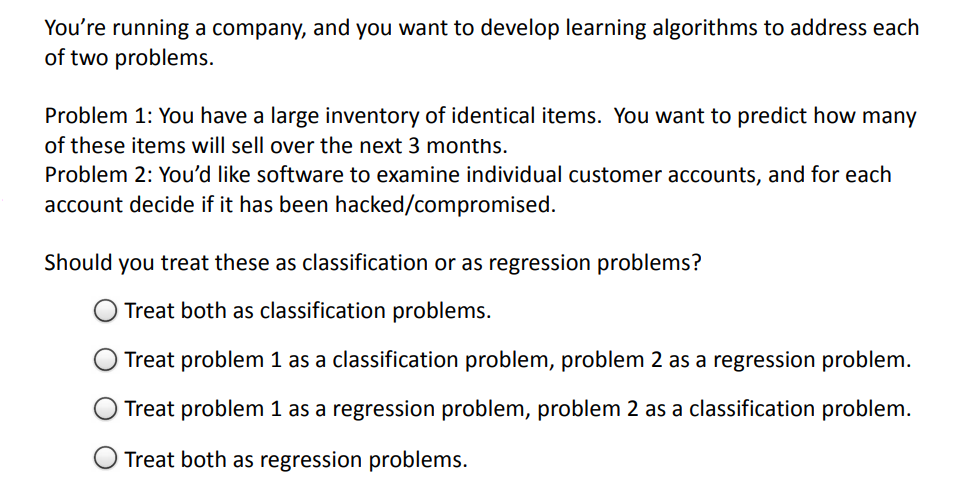 You’re running a company, and you want to develop learning algorithms to address each
of two problems.
Problem 1: You have a large inventory of identical items.  You want to predict how many
of these items will sell over the next 3 months.
Problem 2: You’d like software to examine individual customer accounts, and for each
account decide if it has been hacked/compromised.
Should you treat these as classification or as regression problems?
Treat both as classification problems.
Treat problem 1 as a classification problem, problem 2 as a regression problem.
Treat problem 1 as a regression problem, problem 2 as a classification problem.
Treat both as regression problems.